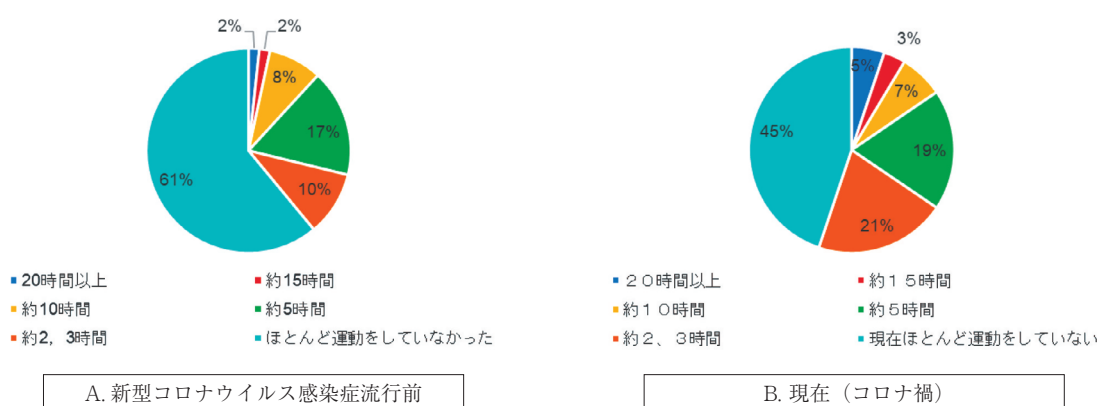 2% 2%
8%
17%
10%
61%
■ 20時間以上 ■ 約15時間
■ 約10時間 ■ 約5時間
■ 約2，3時間 ■ ほとんど運動をしていなかった
A. 新型コロナウイルス感染症流行前
3%
5%
7%
19%
21%
45%
■ ２０時間以上 ■ 約１５時間
■ 約１０時間 ■ 約５時間
■ 約２、３時間 ■ 現在ほとんど運動をしていない
B. 現在（コロナ禍）